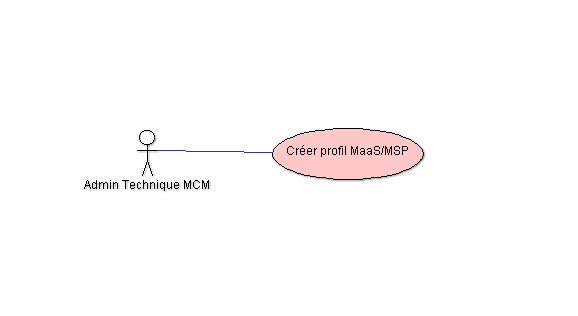 Créer profil MaaS/MSP
Admin Technique MCM